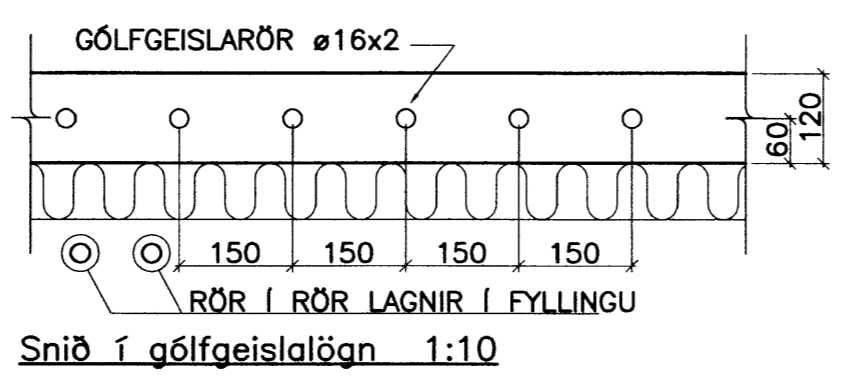 GÓLFGEISLARÖR ø16x2
120
60
150 150 150 150
RÖR Í RÖR LAGNIR Í FYLLINGU
Snið í gólfgeislalögn 1:10